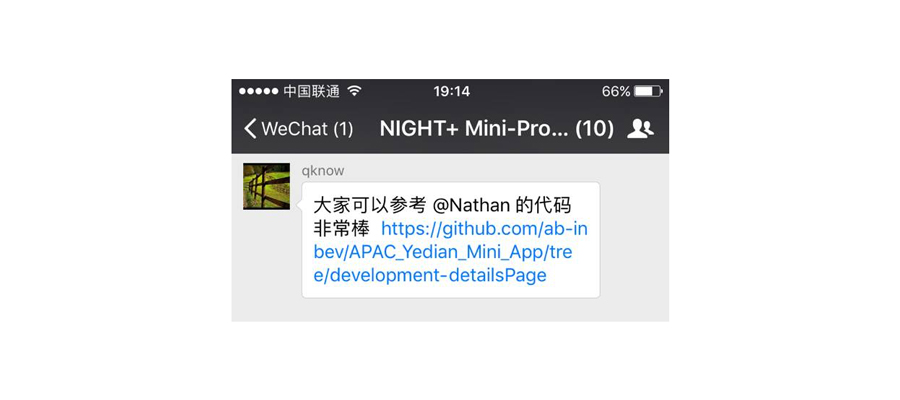 中国联通 19:14 66%
WeChat (1) NIGHT+ Mini-Pro... (10)
qknow
大家可以参考 @Nathan 的代码
非常棒 https://github.com/ab-in
bev/APAC_Yedian_Mini_App/tre
e/development-detailsPage